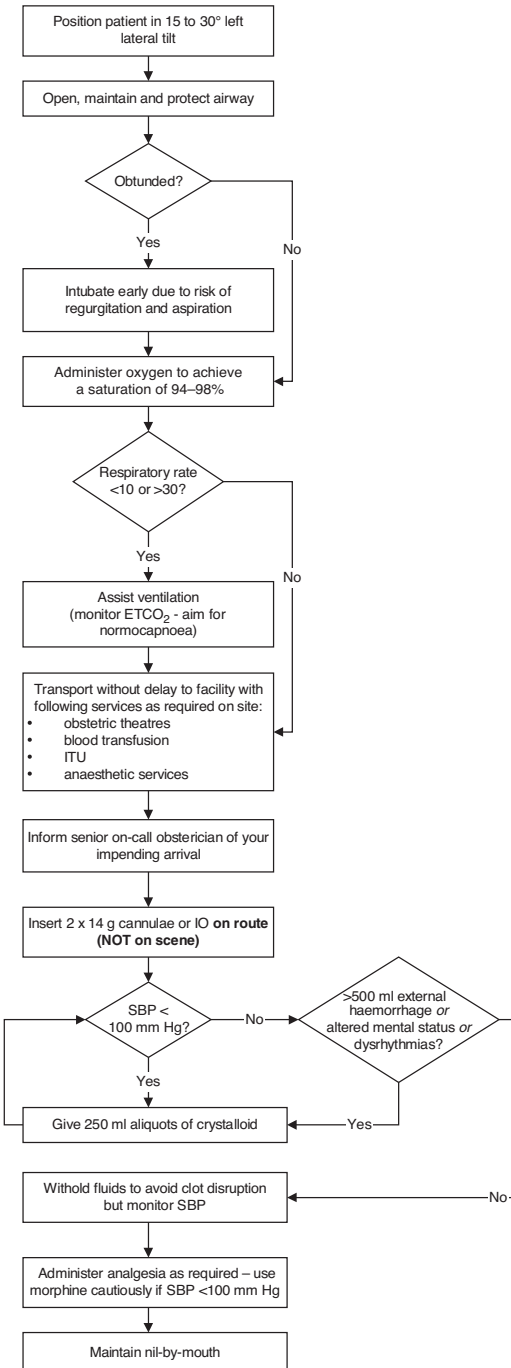 Position patient in 15 to 30° left
lateral tilt
Open, maintain and protect airway
Obtunded?
Yes
No
Intubate early due to risk of
regurgitation and aspiration
Administer oxygen to achieve
a saturation of 94–98%
Respiratory rate
<10 or >30?
Yes
No
Assist ventilation
(monitor ETCO2 - aim for
normocapnoea)
Transport without delay to facility with
following services as required on site:
• obstetric theatres
• blood transfusion
• ITU
• anaesthetic services
Inform senior on-call obsterician of your
impending arrival
Insert 2 x 14 g cannulae or IO on route
(NOT on scene)
SBP <
100 mm Hg?
No
>500 ml external
haemorrhage or
altered mental status or
dysrhythmias?
Yes
Give 250 ml aliquots of crystalloid
Yes
Withold fluids to avoid clot disruption
but monitor SBP
No
Administer analgesia as required – use
morphine cautiously if SBP <100 mm Hg
Maintain nil-by-mouth